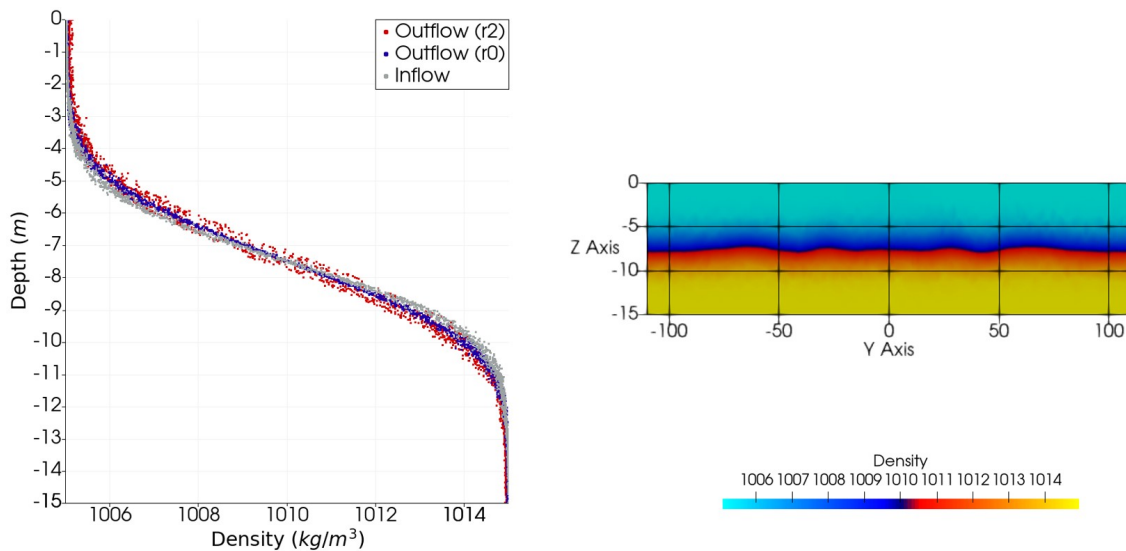 Outflow (r2)
Outflow (r0)
Inflow
0
-1
-2
-3
-4
-5
-6
-7
-8
-9
-10
-11
-12
-13
-14
-15
Depth (m)
1006 1008 1010 1012 1014
Density (kg/m³)
0
-5
-10
-15
Z Axis
-100 -50 0 50 100
Y Axis
Density
1006 1007 1008 1009 1010 1011 1012 1013 1014